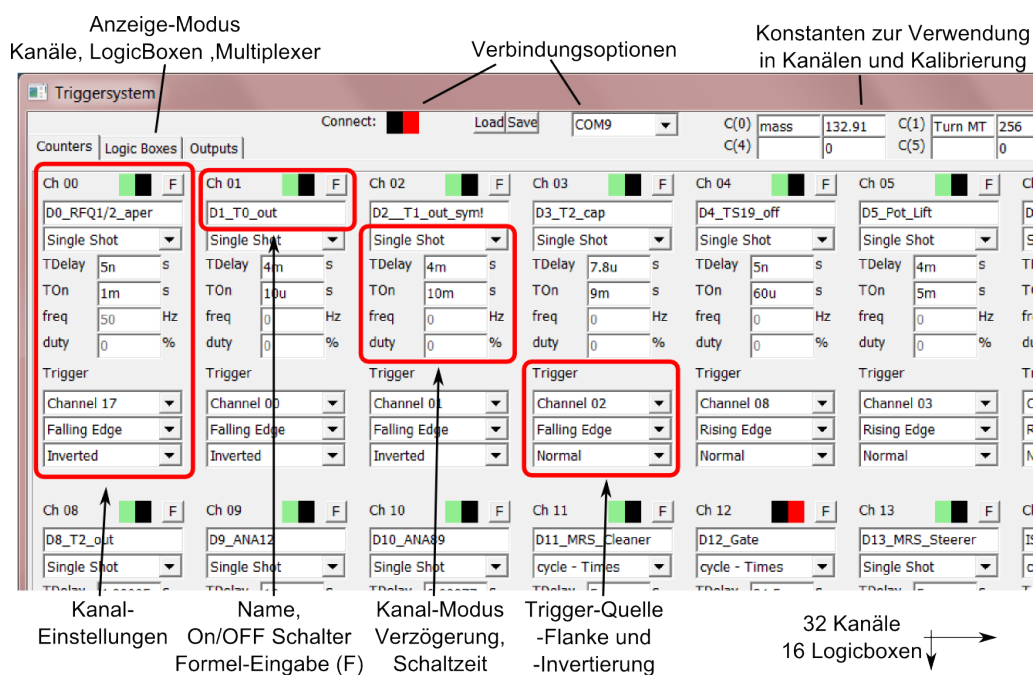 Anzeige-Modus
Kanäle, LogicBoxen ,Multiplexer
Verbindungsoptionen
Konstanten zur Verwendung
in Kanälen und Kalibrierung
Triggersystem
Connect: Load Save COM9 C(0) mass 132.91 C(1) Turn MT 256
C(4) 0 C(5) 0
Counters Logic Boxes Outputs
Ch 00 F Ch 01 F Ch 02 F Ch 03 F Ch 04 F Ch 05 F
D0_RFQ1/2_aper D1_T0_out D2__T1_out_sym! D3_T2_cap D4_TS19_off D5_Pot_Lift
Single Shot Single Shot Single Shot Single Shot Single Shot Single Shot
TDelay 5n s TDelay 4m s TDelay 4m s TDelay 7.8u s TDelay 5n s TDelay 4m s
TOn 1m s TOn 10u s TOn 10m s TOn 9m s TOn 60u s TOn 5m s
freq 50 Hz freq 0 Hz freq 0 Hz freq 0 Hz freq 0 Hz freq 0 Hz
duty 0 % duty 0 % duty 0 % duty 0 % duty 0 % duty 0 %
Trigger Trigger Trigger Trigger Trigger Trigger
Channel 17 Channel 00 Channel 01 Channel 02 Channel 08 Channel 03
Falling Edge Falling Edge Falling Edge Falling Edge Rising Edge Rising Edge
Inverted Inverted Inverted Normal Normal Normal
Ch 08 F Ch 09 F Ch 10 F Ch 11 F Ch 12 F Ch 13 F
D8_T2_out D9_ANA12 D10_ANA89 D11_MRS_Cleaner D12_Gate D13_MRS_Steerer
Single Shot Single Shot Single Shot cycle - Times cycle - Times Single Shot
Kanal-
Einstellungen
Name,
On/OFF Schalter
Formel-Eingabe (F)
Kanal-Modus
Verzögerung,
Schaltzeit
Trigger-Quelle
-Flanke und
-Invertierung
32 Kanäle
16 Logicboxen